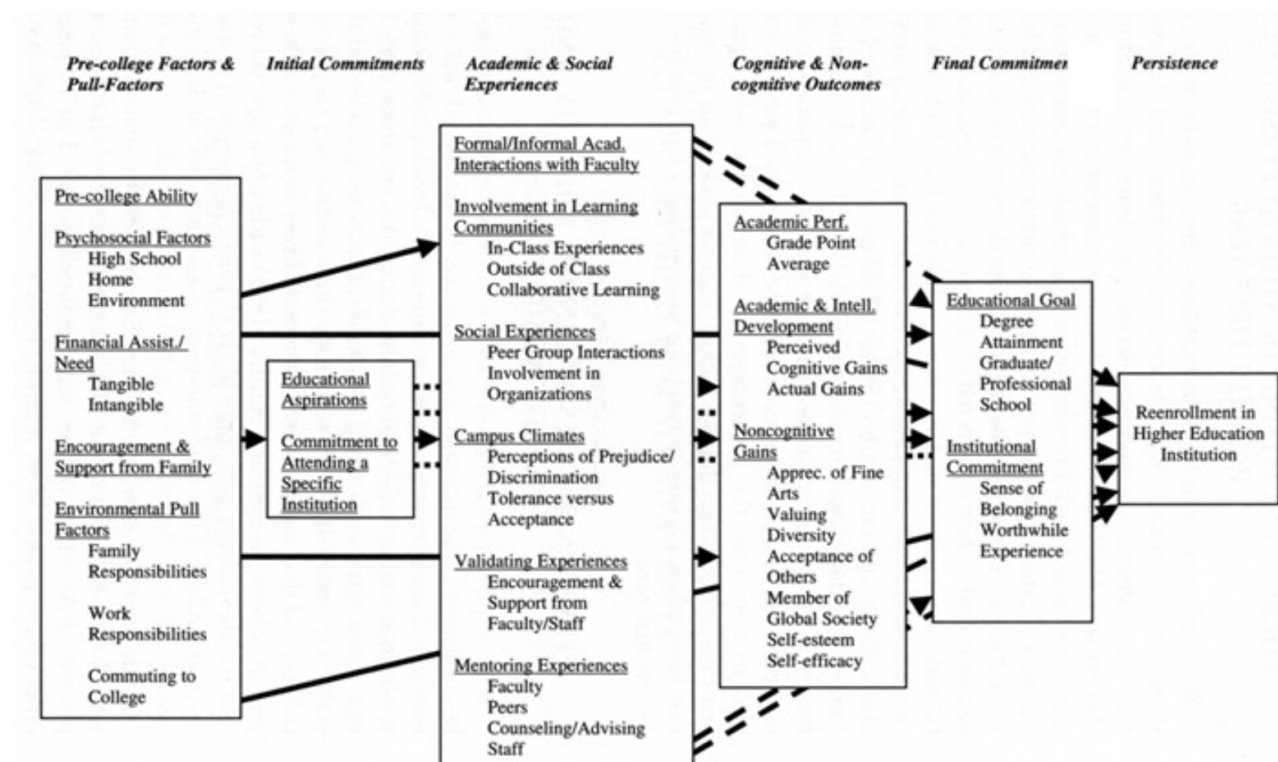 Pre-college Factors &
Pull-Factors
Initial Commitments
Academic & Social
Experiences
Cognitive & Non-
cognitive Outcomes
Final Commitmen
Persistence
Pre-college Ability
Psychosocial Factors
High School
Home
Environment
Financial Assist./
Need
Tangible
Intangible
Encouragement &
Support from Family
Environmental Pull
Factors
Family
Responsibilities
Work
Responsibilities
Commuting to
College
Educational
Aspirations
Commitment to
Attending a
Specific
Institution
Formal/Informal Acad.
Interactions with Faculty
Involvement in Learning
Communities
In-Class Experiences
Outside of Class
Collaborative Learning
Social Experiences
Peer Group Interactions
Involvement in
Organizations
Campus Climates
Perceptions of Prejudice/
Discrimination
Tolerance versus
Acceptance
Validating Experiences
Encouragement &
Support from
Faculty/Staff
Mentoring Experiences
Faculty
Peers
Counseling/Advising
Staff
Academic Perf.
Grade Point
Average
Academic & Intell.
Development
Perceived
Cognitive Gains
Actual Gains
Noncognitive
Gains
Apprec. of Fine
Arts
Valuing
Diversity
Acceptance of
Others
Member of
Global Society
Self-esteem
Self-efficacy
Educational Goal
Degree
Attainment
Graduate/
Professional
School
Institutional
Commitment
Sense of
Belonging
Worthwhile
Experience
Reenrollment in
Higher Education
Institution